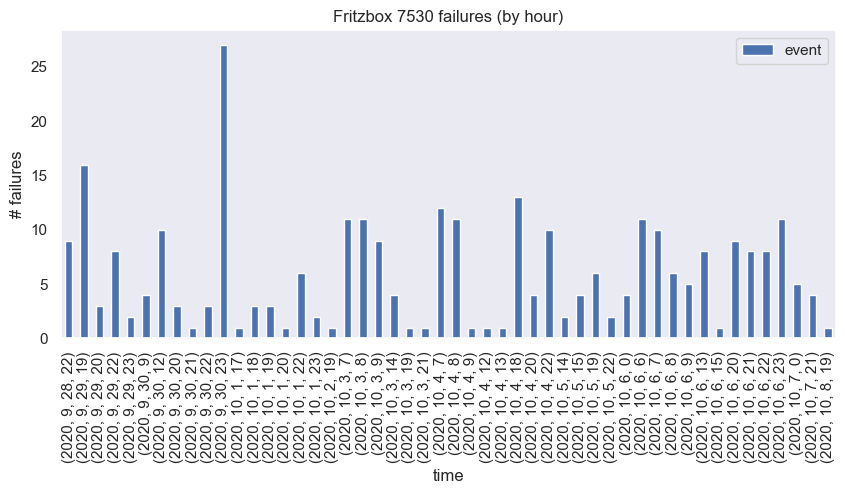 Fritzbox 7530 failures (by hour)
event
# failures
25
20
15
10
5
0
(2020, 9, 28, 22)
(2020, 9, 29, 19)
(2020, 9, 29, 20)
(2020, 9, 29, 22)
(2020, 9, 29, 23)
(2020, 9, 30, 9)
(2020, 9, 30, 12)
(2020, 9, 30, 20)
(2020, 9, 30, 21)
(2020, 9, 30, 22)
(2020, 9, 30, 23)
(2020, 10, 1, 17)
(2020, 10, 1, 18)
(2020, 10, 1, 19)
(2020, 10, 1, 20)
(2020, 10, 1, 22)
(2020, 10, 1, 23)
(2020, 10, 2, 19)
(2020, 10, 3, 7)
(2020, 10, 3, 8)
(2020, 10, 3, 9)
(2020, 10, 3, 14)
(2020, 10, 3, 19)
(2020, 10, 3, 21)
(2020, 10, 4, 7)
(2020, 10, 4, 8)
(2020, 10, 4, 9)
(2020, 10, 4, 12)
(2020, 10, 4, 13)
(2020, 10, 4, 18)
(2020, 10, 4, 20)
(2020, 10, 4, 22)
(2020, 10, 5, 14)
(2020, 10, 5, 15)
(2020, 10, 5, 19)
(2020, 10, 5, 22)
(2020, 10, 6, 0)
(2020, 10, 6, 6)
(2020, 10, 6, 7)
(2020, 10, 6, 8)
(2020, 10, 6, 9)
(2020, 10, 6, 13)
(2020, 10, 6, 15)
(2020, 10, 6, 20)
(2020, 10, 6, 21)
(2020, 10, 6, 22)
(2020, 10, 6, 23)
(2020, 10, 7, 0)
(2020, 10, 7, 21)
(2020, 10, 8, 19)
time